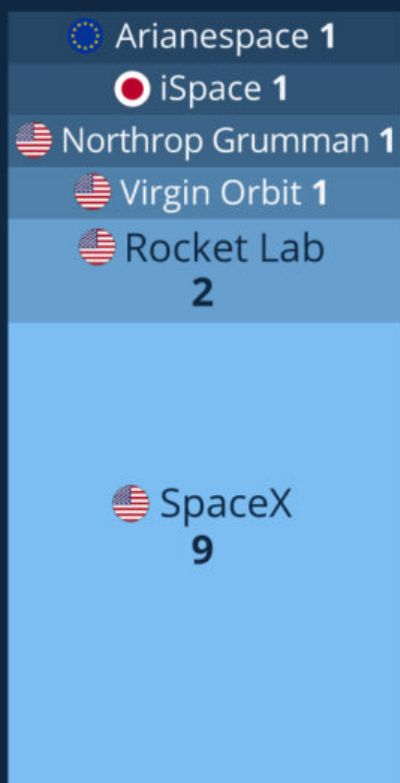 Arianespace 1
iSpace 1
Northrop Grumman 1
Virgin Orbit 1
Rocket Lab
2
SpaceX
9